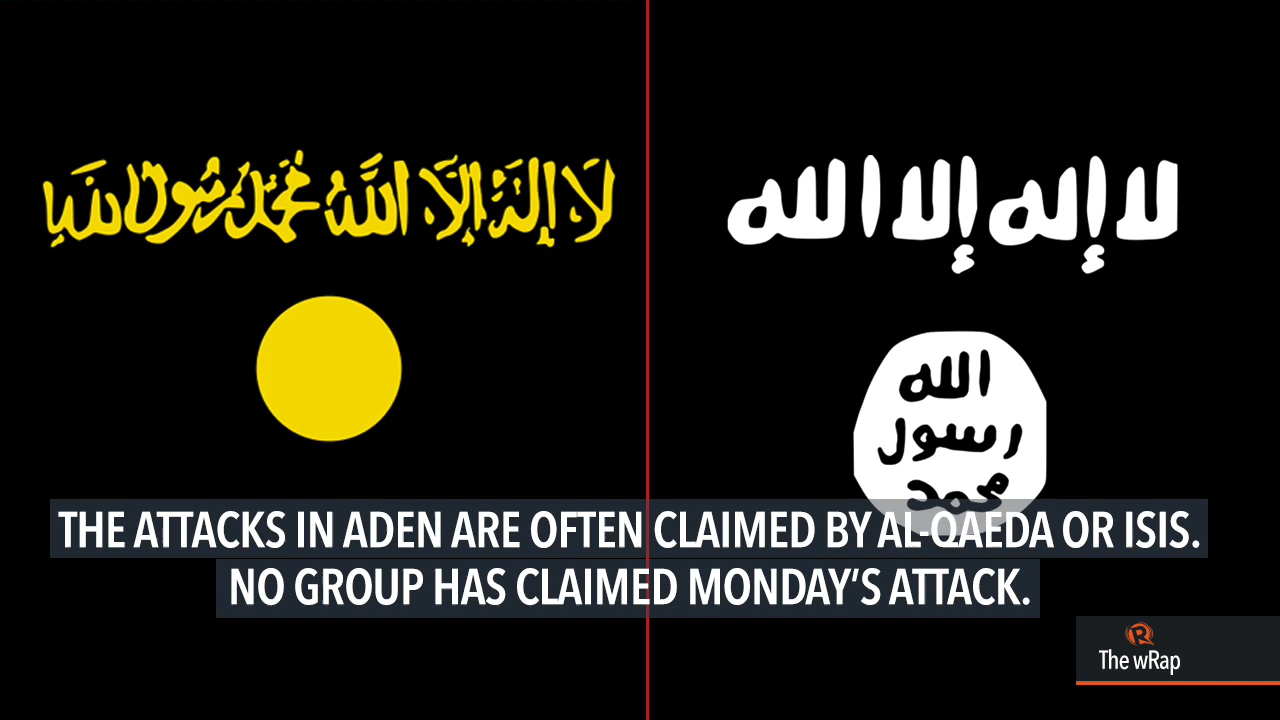 لا إله إلا الله محمد رسول الله
لا إله إلا الله
الله
رسول
محمد
THE ATTACKS IN ADEN ARE OFTEN CLAIMED BY AL-QAEDA OR ISIS.
NO GROUP HAS CLAIMED MONDAY'S ATTACK.
R
The wRap